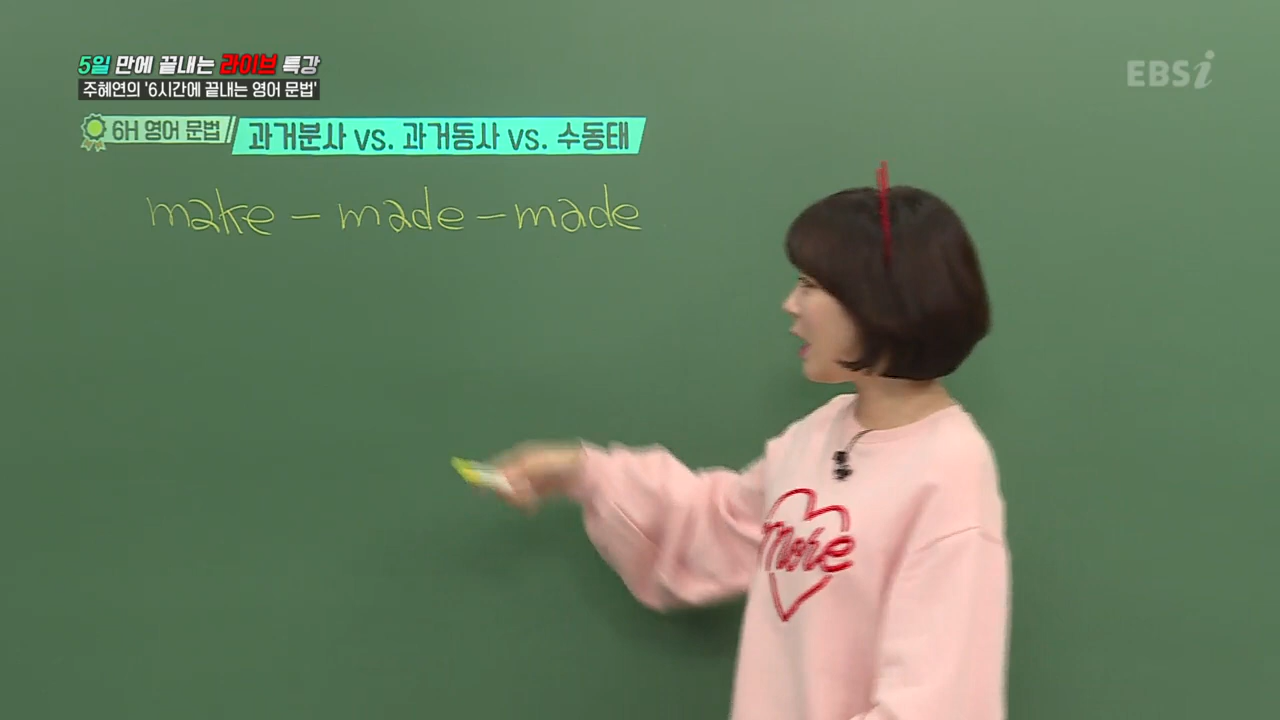 5일 만에 끝내는 라이브 특강
주혜연의 '6시간에 끝내는 영어 문법'
EBSi
6H 영어 문법
과거분사 vs. 과거동사 vs. 수동태
make - made - made
More